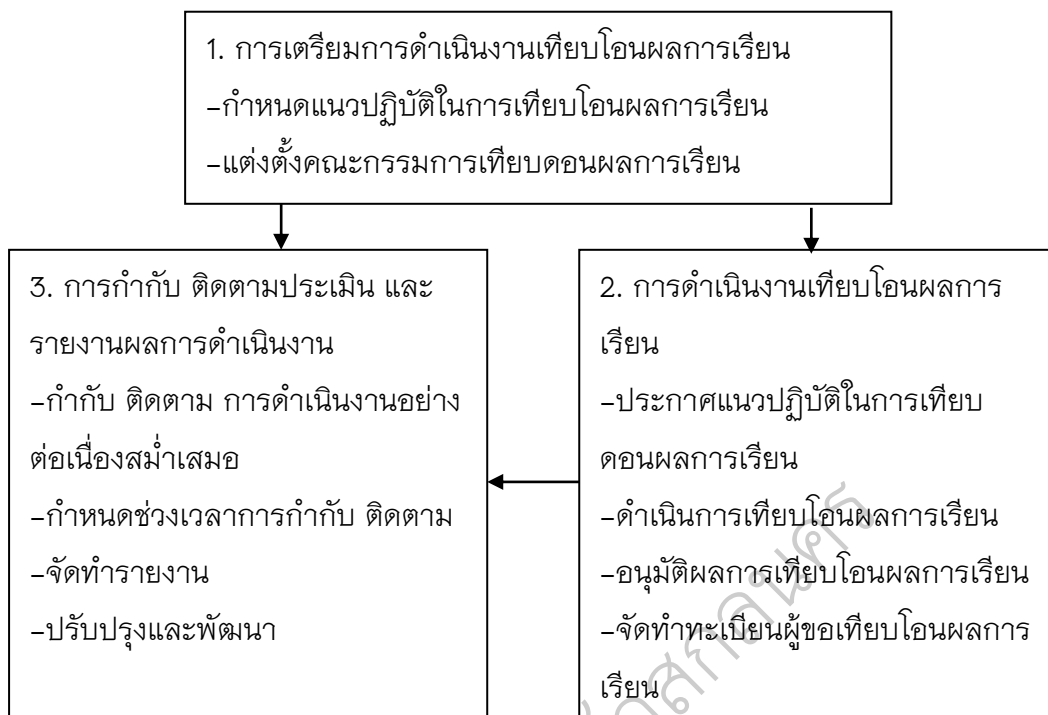 1. การเตรียมการดำเนินงานเทียบโอนผลการเรียน
-กำหนดแนวปฏิบัติในการเทียบโอนผลการเรียน
-แต่งตั้งคณะกรรมการเทียบดอนผลการเรียน
3. การกำกับ ติดตามประเมิน และ
รายงานผลการดำเนินงาน
-กำกับ ติดตาม การดำเนินงานอย่าง
ต่อเนื่องสม่ำเสมอ
-กำหนดช่วงเวลาการกำกับ ติดตาม
-จัดทำรายงาน
-ปรับปรุงและพัฒนา
2. การดำเนินงานเทียบโอนผลการ
เรียน
-ประกาศแนวปฏิบัติในการเทียบ
ดอนผลการเรียน
-ดำเนินการเทียบโอนผลการเรียน
-อนุมัติผลการเทียบโอนผลการเรียน
-จัดทำทะเบียนผู้ขอเทียบโอนผลการ
เรียน